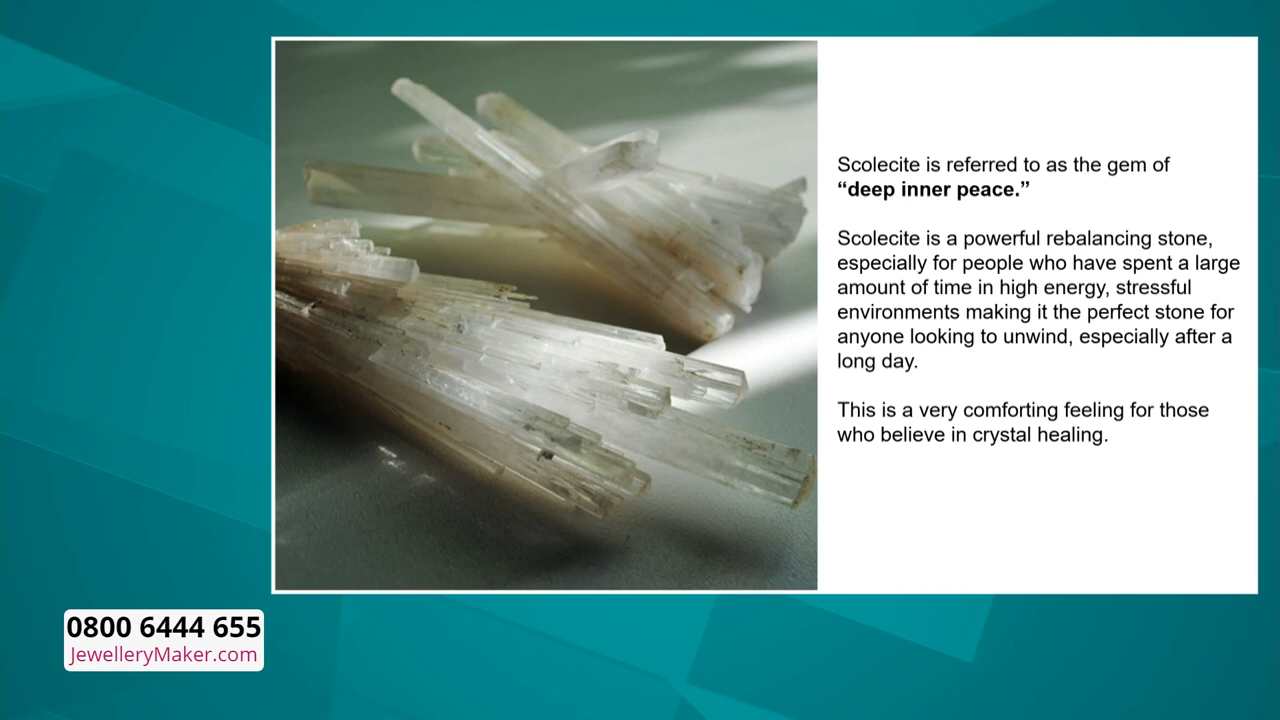 Scolecite is referred to as the gem of
“deep inner peace.”
Scolecite is a powerful rebalancing stone,
especially for people who have spent a large
amount of time in high energy, stressful
environments making it the perfect stone for
anyone looking to unwind, especially after a
long day.
This is a very comforting feeling for those
who believe in crystal healing.
0800 6444 655
JewelleryMaker.com